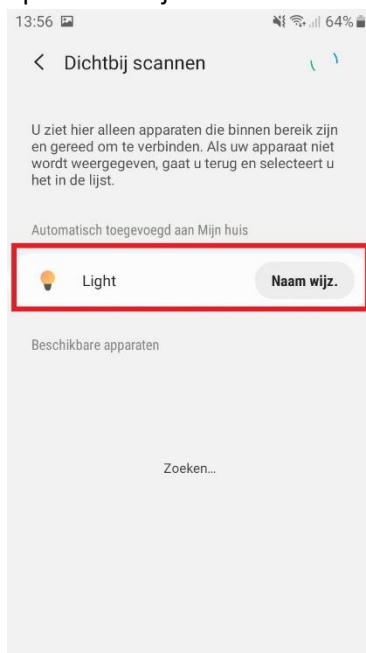 13:56 64%
Dichtbij scannen
U ziet hier alleen apparaten die binnen bereik zijn
en gereed om te verbinden. Als uw apparaat niet
wordt weergegeven, gaat u terug en selecteert u
het in de lijst.
Automatisch toegevoegd aan Mijn huis
Light Naam wijz.
Beschikbare apparaten
Zoeken...